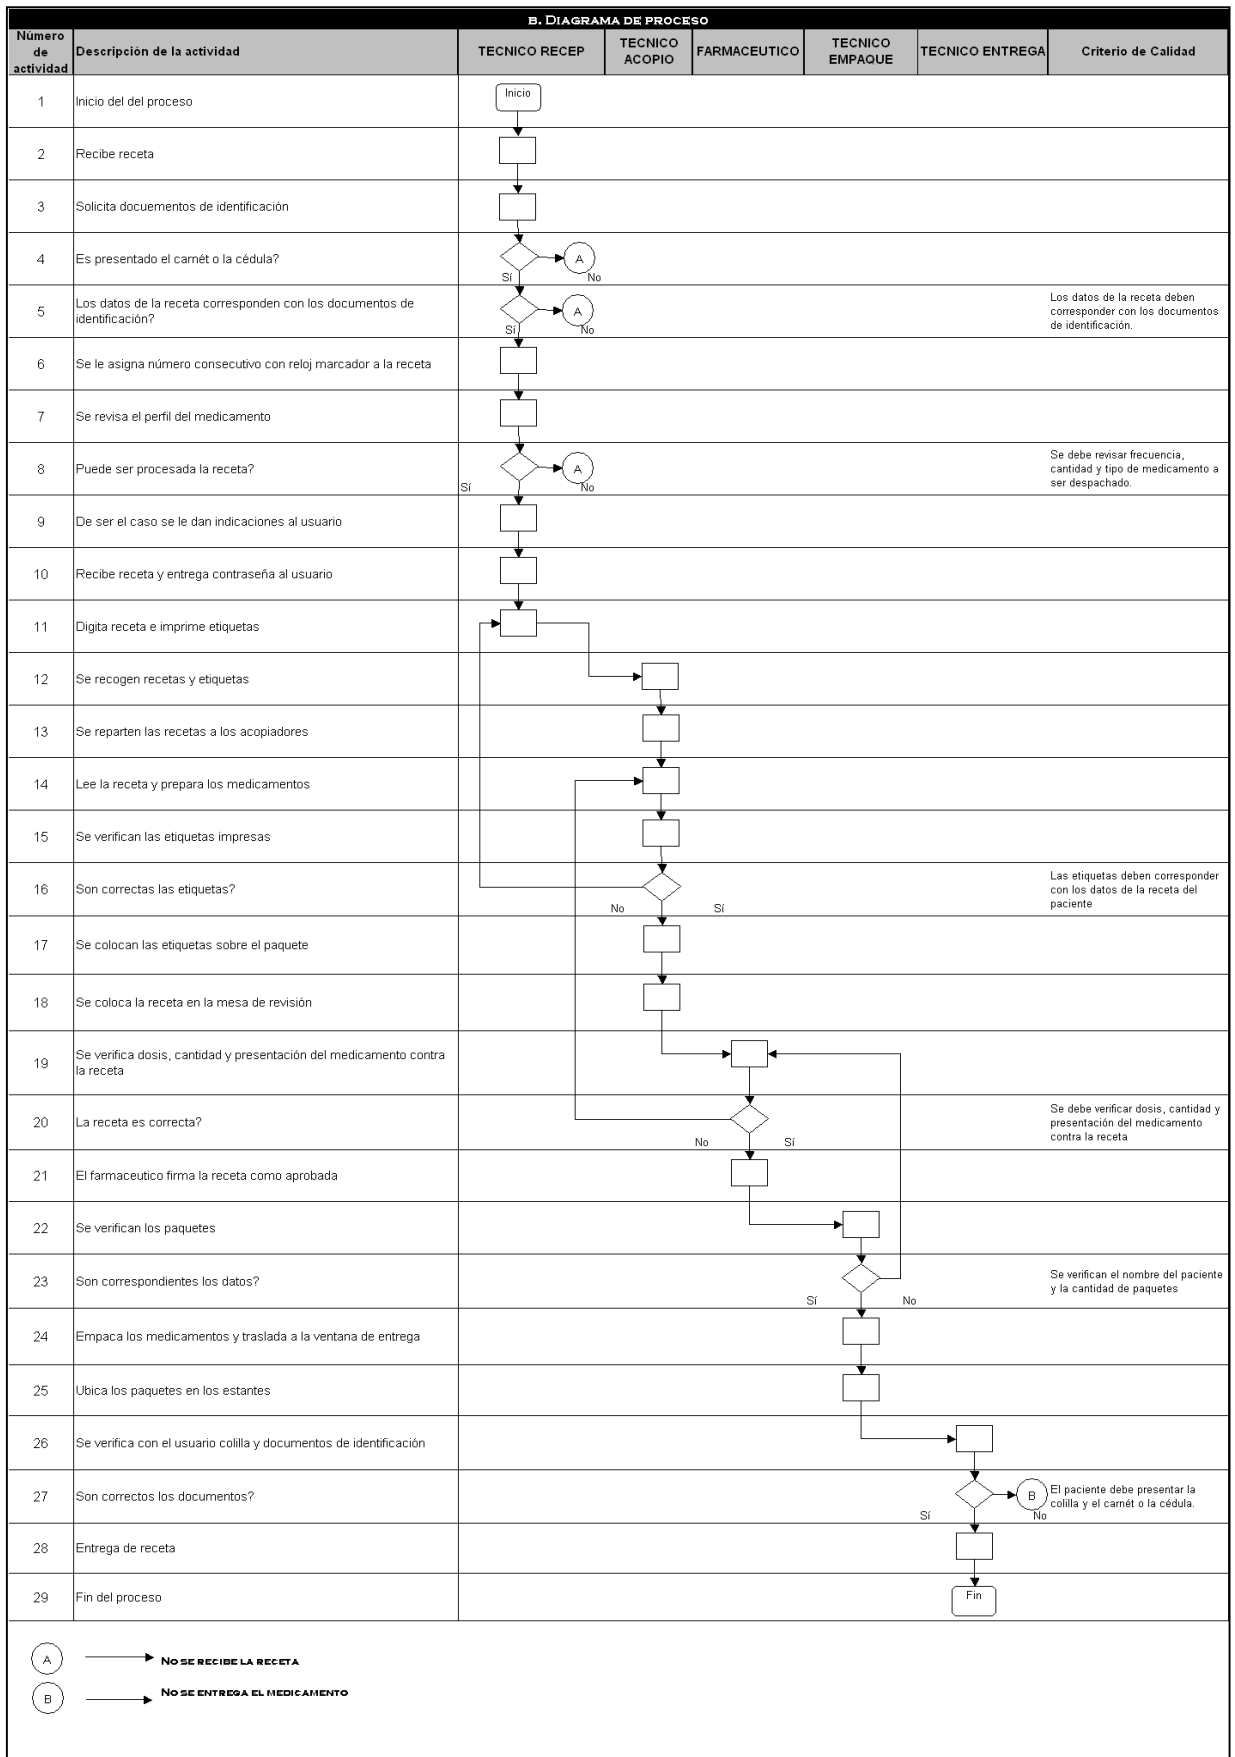 B. DIAGRAMA DE PROCESO
Número de actividad
Descripción de la actividad
TECNICO RECEP
TECNICO ACOPIO
FARMACEUTICO
TECNICO EMPAQUE
TECNICO ENTREGA
Criterio de Calidad
1
Inicio del del proceso
Inicio
2
Recibe receta
3
Solicita docuementos de identificación
4
Es presentado el carnét o la cédula?
A
Sí
No
5
Los datos de la receta corresponden con los documentos de
identificación?
A
Sí
No
Los datos de la receta deben
corresponder con los documentos
de identificación.
6
Se le asigna número consecutivo con reloj marcador a la receta
7
Se revisa el perfil del medicamento
8
Puede ser procesada la receta?
A
Sí
No
Se debe revisar frecuencia,
cantidad y tipo de medicamento a
ser despachado.
9
De ser el caso se le dan indicaciones al usuario
10
Recibe receta y entrega contraseña al usuario
11
Digita receta e imprime etiquetas
12
Se recogen recetas y etiquetas
13
Se reparten las recetas a los acopiadores
14
Lee la receta y prepara los medicamentos
15
Se verifican las etiquetas impresas
16
Son correctas las etiquetas?
No
Sí
Las etiquetas deben corresponder
con los datos de la receta del
paciente
17
Se colocan las etiquetas sobre el paquete
18
Se coloca la receta en la mesa de revisión
19
Se verifica dosis, cantidad y presentación del medicamento contra
la receta
20
La receta es correcta?
No
Sí
Se debe verificar dosis, cantidad y
presentación del medicamento
contra la receta
21
El farmaceutico firma la receta como aprobada
22
Se verifican los paquetes
23
Son correspondientes los datos?
Sí
No
Se verifican el nombre del paciente
y la cantidad de paquetes
24
Empaca los medicamentos y traslada a la ventana de entrega
25
Ubica los paquetes en los estantes
26
Se verifica con el usuario colilla y documentos de identificación
27
Son correctos los documentos?
B
Sí
No
El paciente debe presentar la
colilla y el carnét o la cédula.
28
Entrega de receta
29
Fin del proceso
Fin
A
NO SE RECIBE LA RECETA
B
NO SE ENTREGA EL MEDICAMENTO